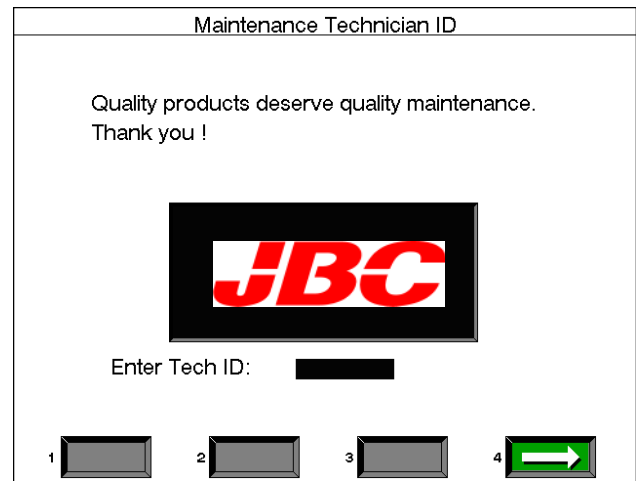 Maintenance Technician ID
Quality products deserve quality maintenance.
Thank you !
JBC
Enter Tech ID:
1 2 3 4